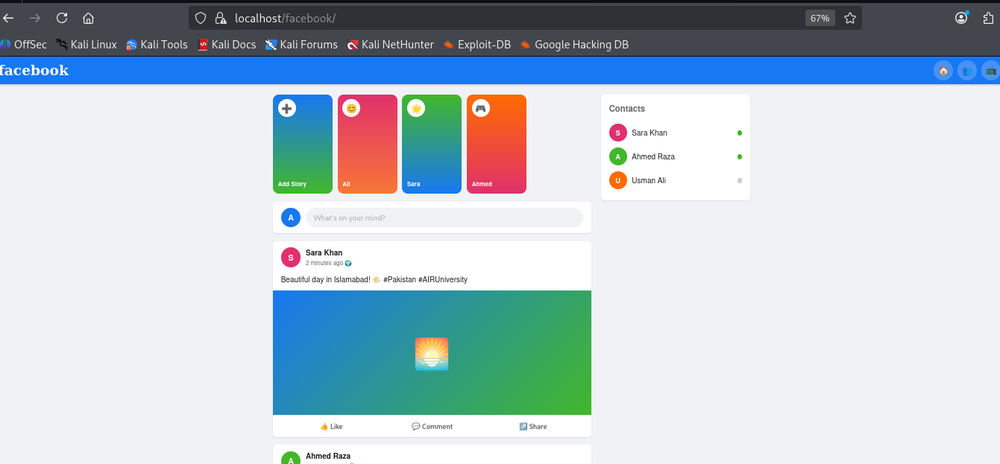 localhost/facebook/
67%
OffSec Kali Linux Kali Tools Kali Docs Kali Forums Kali NetHunter Exploit-DB Google Hacking DB
facebook
Add Story
Ali
Sara
Ahmed
Contacts
S Sara Khan
A Ahmed Raza
U Usman Ali
A What's on your mind?
S Sara Khan
2 minutes ago
Beautiful day in Islamabad! #Pakistan #AIRUniversity
Like Comment Share
A Ahmed Raza